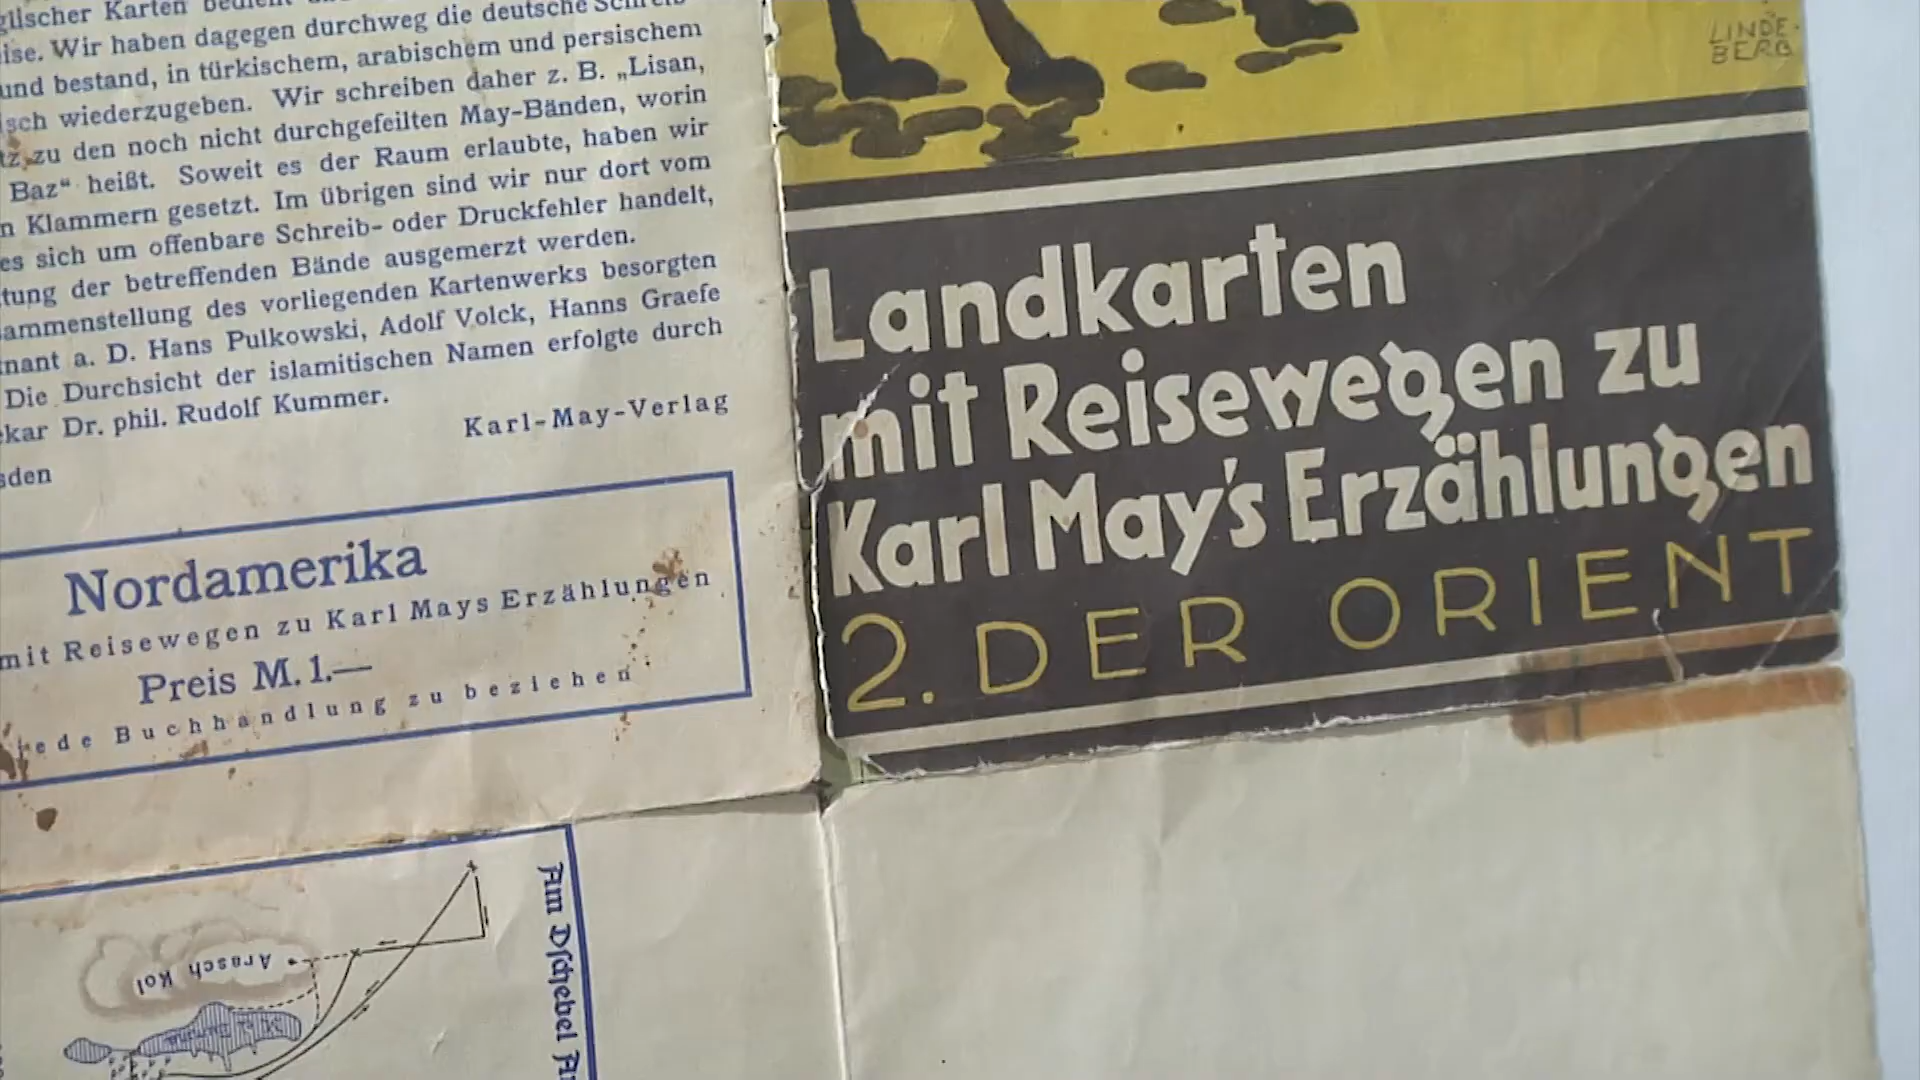 glischer Karten bedient
ise. Wir haben dagegen durchweg die deutsche Schreib-
und bestand, in türkischem, arabischem und persischem
isch wiederzugeben. Wir schreiben daher z. B. „Lisan,
tz zu den noch nicht durchgefeilten May-Bänden, worin
Baz“ heißt. Soweit es der Raum erlaubte, haben wir
n Klammern gesetzt. Im übrigen sind wir nur dort vom
es sich um offenbare Schreib- oder Druckfehler handelt,
tung der betreffenden Bände ausgemerzt werden.
ammenstellung des vorliegenden Kartenwerks besorgten
nant a. D. Hans Pulkowski, Adolf Volck, Hanns Graefe
Die Durchsicht der islamitischen Namen erfolgte durch
ekar Dr. phil. Rudolf Kummer.
Karl-May-Verlag
sden
Nordamerika
mit Reisewegen zu Karl Mays Erzählungen
Preis M. 1.—
jede Buchhandlung zu beziehen
Am Dschebel
Arasch Kol
LINDE-
BERG
Landkarten
mit Reisewegen zu
Karl May's Erzählungen
2. DER ORIENT